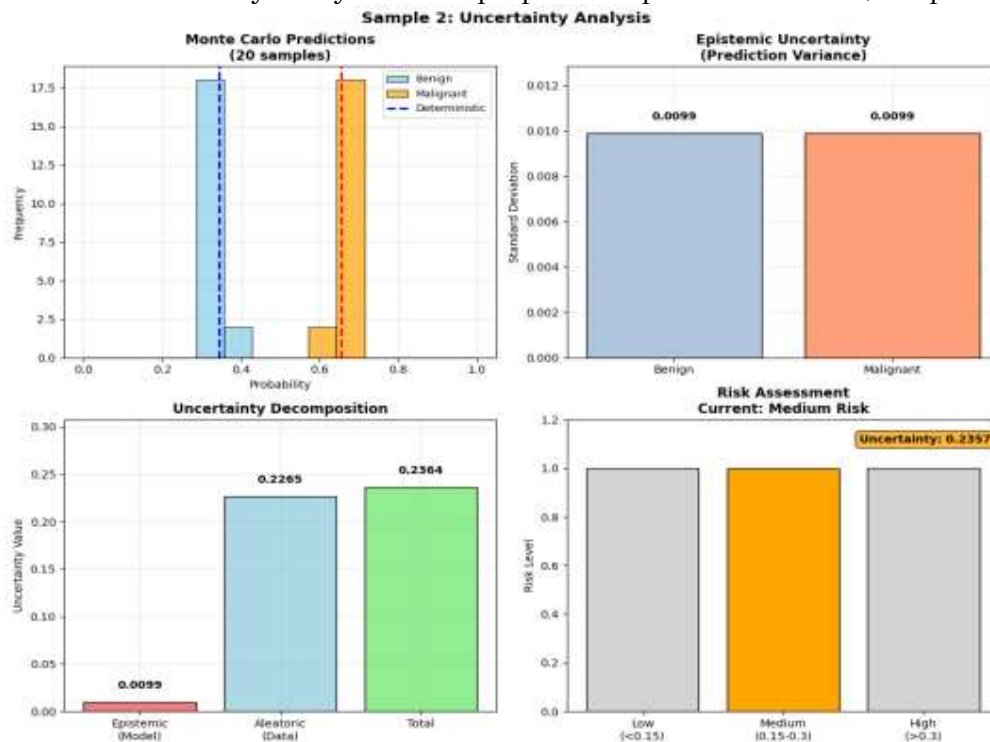 Sample 2: Uncertainty Analysis
Monte Carlo Predictions
(20 samples)
Benign
Malignant
Deterministic
17.5
15.0
12.5
10.0
7.5
5.0
2.5
0.0
Frequency
0.0 0.2 0.4 0.6 0.8 1.0
Probability
Epistemic Uncertainty
(Prediction Variance)
0.0099 0.0099
0.012
0.010
0.008
0.006
0.004
0.002
0.000
Standard Deviation
Benign Malignant
Uncertainty Decomposition
0.30
0.25
0.20
0.15
0.10
0.05
0.00
Uncertainty Value
0.0099
0.2265
0.2364
Epistemic Aleatoric Total
(Model) (Data)
Risk Assessment
Current: Medium Risk
Uncertainty: 0.2357
1.2
1.0
0.8
0.6
0.4
0.2
0.0
Risk Level
Low Medium High
(<0.15) (0.15-0.3) (>0.3)